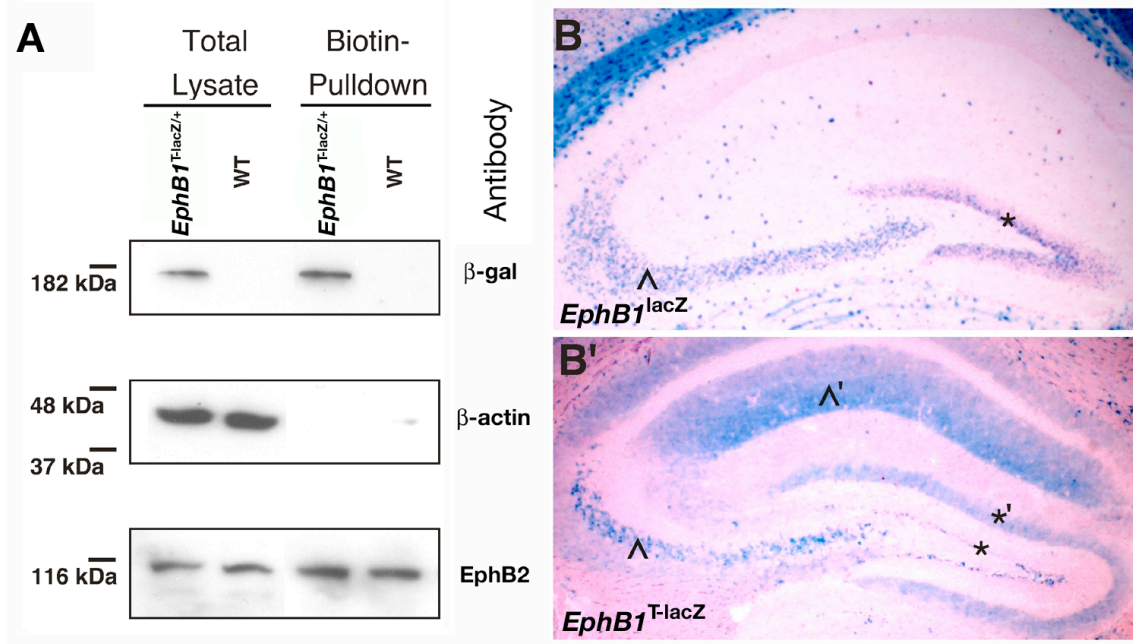 A
Total Lysate
Biotin-Pulldown
EphB1T-lacZ/+
WT
EphB1T-lacZ/+
WT
Antibody
182 kDa
β-gal
48 kDa
37 kDa
β-actin
116 kDa
EphB2
B
*
^
EphB1lacZ
B'
^'
*'
^
*
EphB1T-lacZ